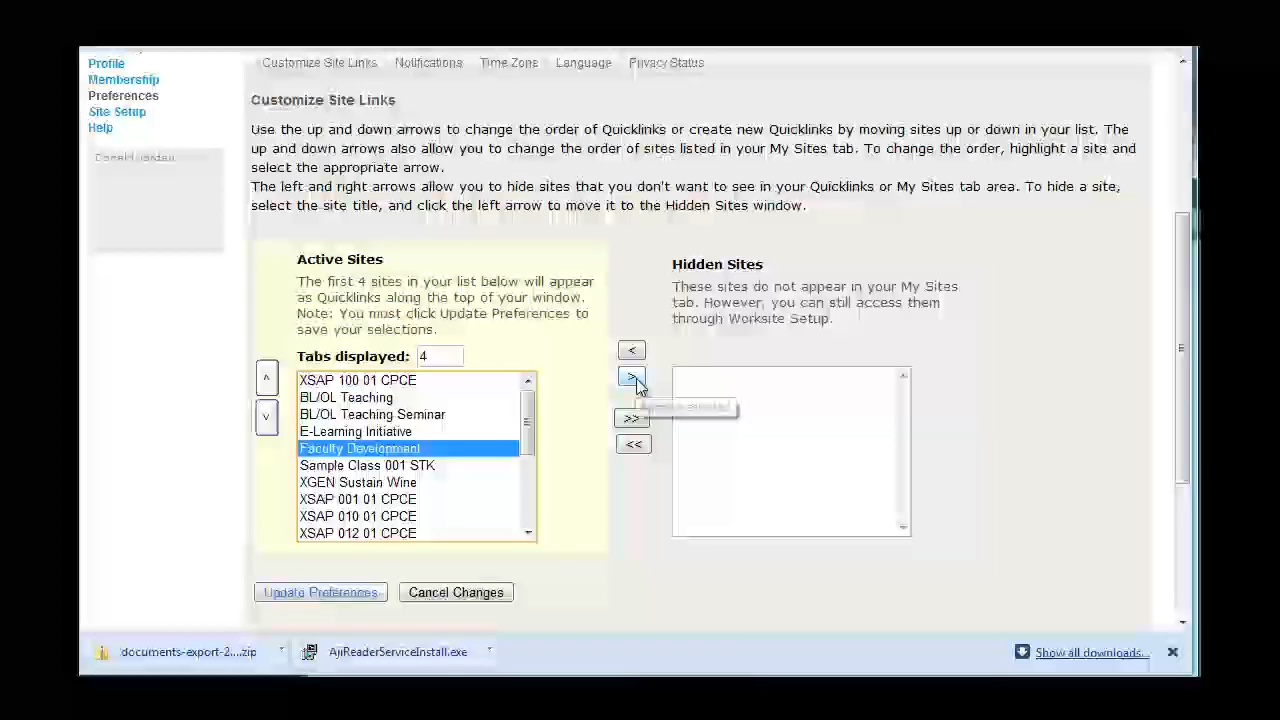 Profile
Membership
Preferences
Site Setup
Help
Customize Site Links Notifications Time Zone Language Privacy Status
Customize Site Links
Use the up and down arrows to change the order of Quicklinks or create new Quicklinks by moving sites up or down in your list. The
up and down arrows also allow you to change the order of sites listed in your My Sites tab. To change the order, highlight a site and
select the appropriate arrow.
The left and right arrows allow you to hide sites that you don't want to see in your Quicklinks or My Sites tab area. To hide a site,
select the site title, and click the left arrow to move it to the Hidden Sites window.
Active Sites
The first 4 sites in your list below will appear
as Quicklinks along the top of your window.
Note: You must click Update Preferences to
save your selections.
Tabs displayed: 4
^
v
XSAP 100 01 CPCE
BL/OL Teaching
BL/OL Teaching Seminar
E-Learning Initiative
Faculty Development
Sample Class 001 STK
XGEN Sustain Wine
XSAP 001 01 CPCE
XSAP 010 01 CPCE
XSAP 012 01 CPCE
<
>
>>
<<
Hidden Sites
These sites do not appear in your My Sites
tab. However, you can still access them
through Worksite Setup.
Update Preferences Cancel Changes
documents-export-2....zip AjiReaderServiceInstall.exe Show all downloads...